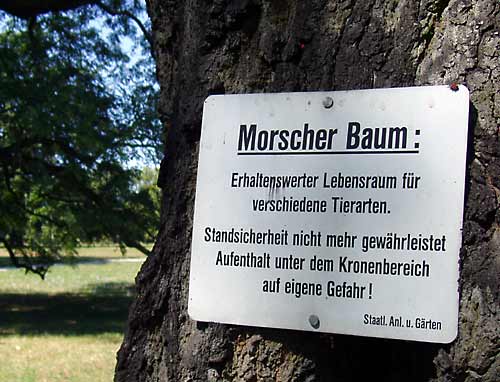 Morscher Baum :
Erhaltenswerter Lebensraum für
verschiedene Tierarten.
Standsicherheit nicht mehr gewährleistet
Aufenthalt unter dem Kronenbereich
auf eigene Gefahr !
Staatl. Anl. u. Gärten